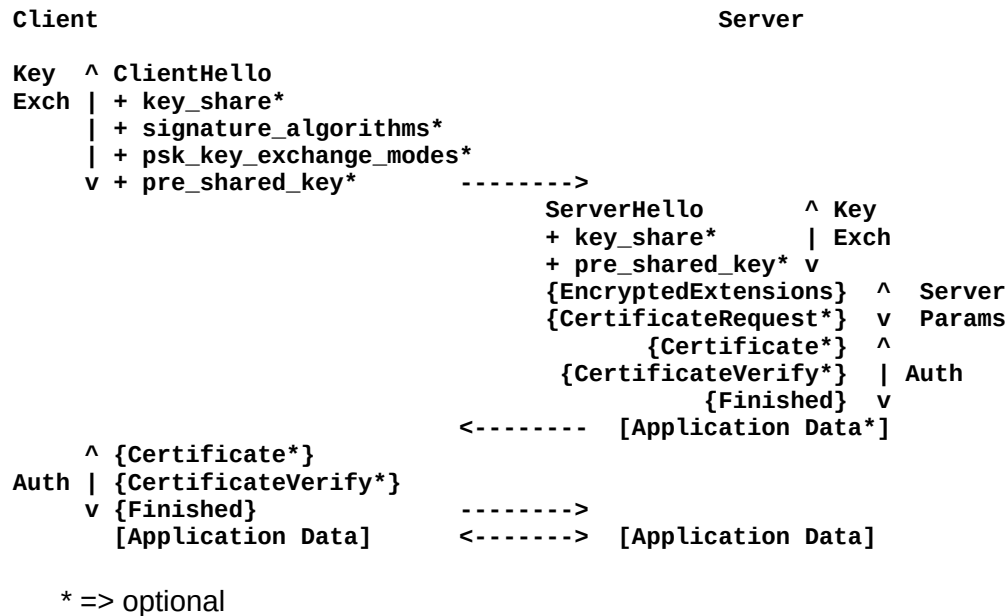 Client                                               Server

Key  ^ ClientHello
Exch | + key_share*
     | + signature_algorithms*
     | + psk_key_exchange_modes*
     v + pre_shared_key*       -------->
                                     ServerHello       ^ Key
                                     + key_share*      | Exch
                                     + pre_shared_key* v
                                     {EncryptedExtensions}  ^  Server
                                     {CertificateRequest*}  v  Params
                                            {Certificate*}  ^
                                      {CertificateVerify*}  | Auth
                                                {Finished}  v
                               <--------  [Application Data*]
     ^ {Certificate*}
Auth | {CertificateVerify*}
     v {Finished}              -------->
       [Application Data]      <------->  [Application Data]

* => optional